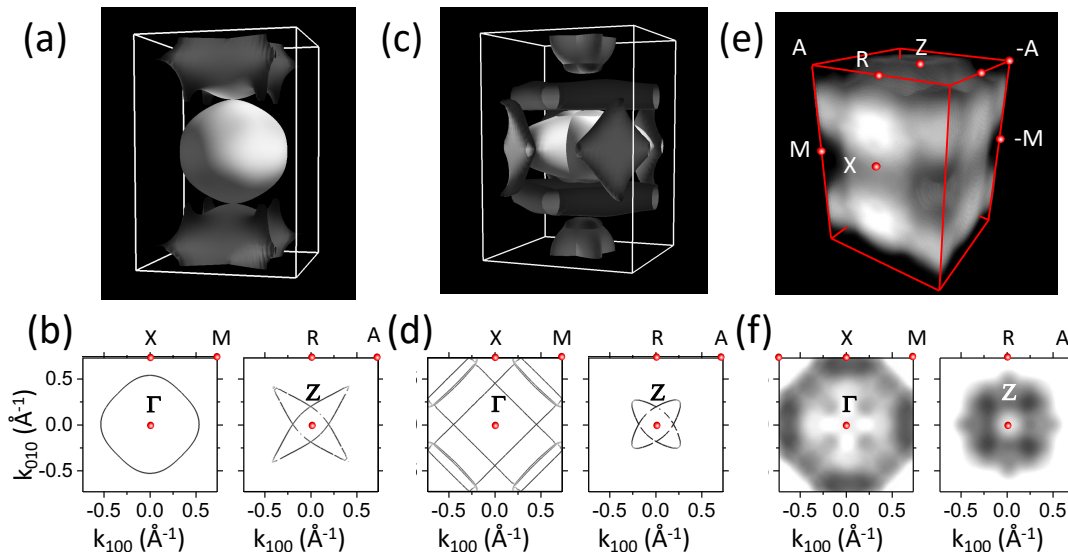 (a)
(c)
(e)
A
R
Z
-A
M
X
-M
(b)
X
M
R
A
(d)
X
M
R
A
(f)
X
M
R
A
k010 (Å-1)
0.5
0.0
-0.5
Γ
Z
Γ
Z
Γ
Z
-0.5 0.0 0.5
-0.5 0.0 0.5
-0.5 0.0 0.5
-0.5 0.0 0.5
-0.5 0.0 0.5
-0.5 0.0 0.5
k100 (Å-1)
k100 (Å-1)
k100 (Å-1)
k100 (Å-1)
k100 (Å-1)
k100 (Å-1)